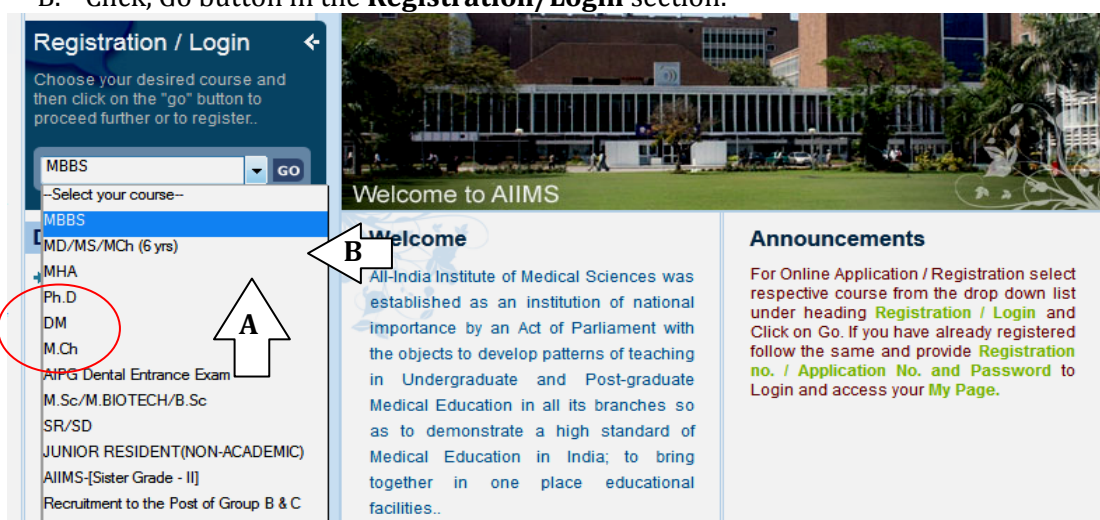 B. Click, Go button in the Registration/Login section.
Registration / Login
Choose your desired course and
then click on the "go" button to
proceed further or to register..
MBBS
GO
--Select your course--
MBBS
MD/MS/MCh (6 yrs)
MHA
Ph.D
DM
M.Ch
AIPG Dental Entrance Exam
M.Sc/M.BIOTECH/B.Sc
SR/SD
JUNIOR RESIDENT(NON-ACADEMIC)
AIIMS-[Sister Grade - II]
Recruitment to the Post of Group B & C
A
B
Welcome to AIIMS
Welcome
All-India Institute of Medical Sciences was
established as an institution of national
importance by an Act of Parliament with
the objects to develop patterns of teaching
in Undergraduate and Post-graduate
Medical Education in all its branches so
as to demonstrate a high standard of
Medical Education in India; to bring
together in one place educational
facilities..
Announcements
For Online Application / Registration select
respective course from the drop down list
under heading Registration / Login and
Click on Go. If you have already registered
follow the same and provide Registration
no. / Application No. and Password to
Login and access your My Page.